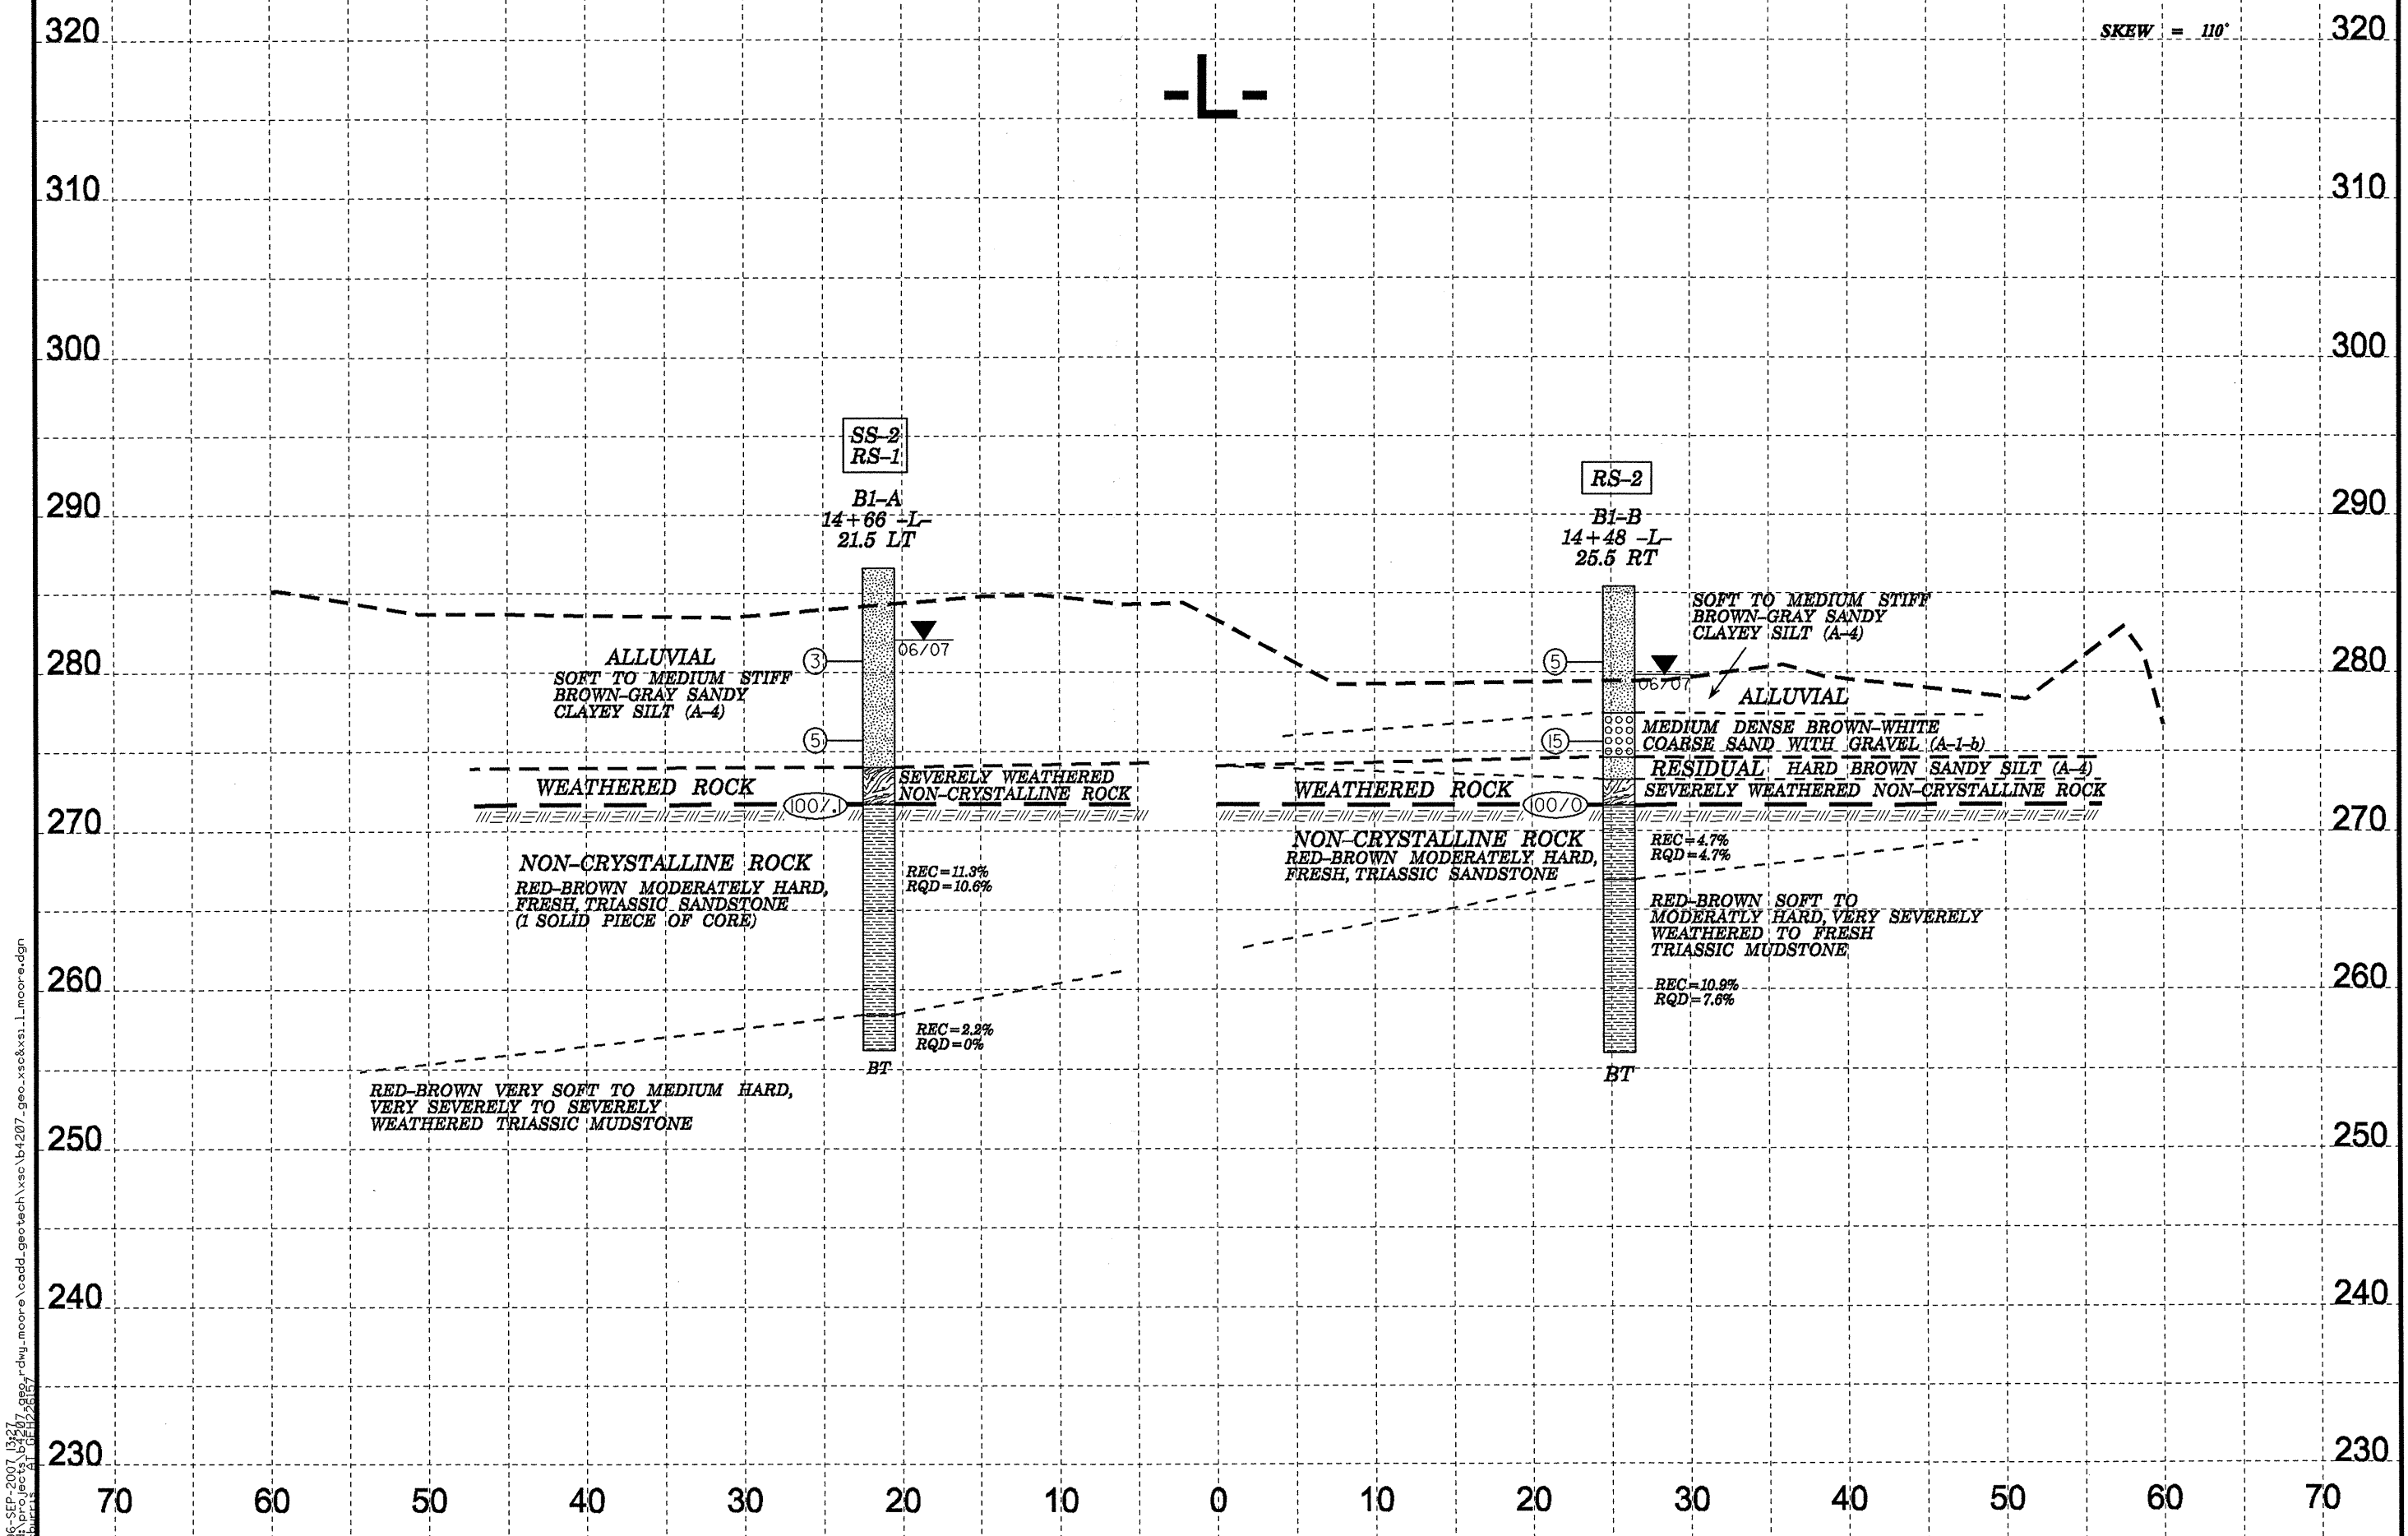 SKEW = 110°
320
320
-L-
310
310
300
300
SS-2
RS-1
B1-A
14+66 -L-
21.5 LT
RS-2
B1-B
14+48 -L-
25.5 RT
290
290
06/07
ALLUVIAL
SOFT TO MEDIUM STIFF
BROWN-GRAY SANDY
CLAYEY SILT (A-4)
3
5
SOFT TO MEDIUM STIFF
BROWN-GRAY SANDY
CLAYEY SILT (A-4)
5
06/07
280
280
ALLUVIAL
15
MEDIUM DENSE BROWN-WHITE
COARSE SAND WITH GRAVEL (A-1-b)
WEATHERED ROCK
SEVERELY WEATHERED
NON-CRYSTALLINE ROCK
100/.1
RESIDUAL HARD BROWN SANDY SILT (A-4)
WEATHERED ROCK
100/0
SEVERELY WEATHERED NON-CRYSTALLINE ROCK
270
270
NON-CRYSTALLINE ROCK
RED-BROWN MODERATELY HARD,
FRESH, TRIASSIC SANDSTONE
(1 SOLID PIECE OF CORE)
REC=11.3%
RQD=10.6%
NON-CRYSTALLINE ROCK
RED-BROWN MODERATELY HARD,
FRESH, TRIASSIC SANDSTONE
REC=4.7%
RQD=4.7%
RED-BROWN SOFT TO
MODERATLY HARD, VERY SEVERELY
WEATHERED TO FRESH
TRIASSIC MUDSTONE
REC=10.9%
RQD=7.6%
260
260
REC=2.2%
RQD=0%
BT
BT
RED-BROWN VERY SOFT TO MEDIUM HARD,
VERY SEVERELY TO SEVERELY
WEATHERED TRIASSIC MUDSTONE
250
250
240
240
230
230
70 60 50 40 30 20 10 0 10 20 30 40 50 60 70
06-SEP-2007 13:27